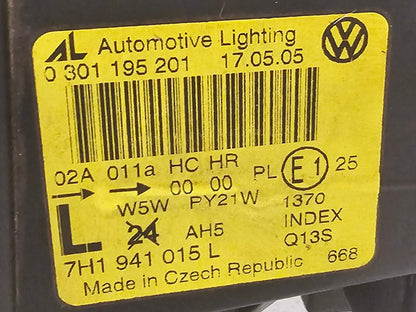 AL Automotive Lighting
0 301 195 201 17.05.05
02A 011a HC HR PL E1 25
00 00
W5W PY21W 1370
L 24 AH5 INDEX
Q13S
7H1 941 015 L
Made in Czech Republic 668